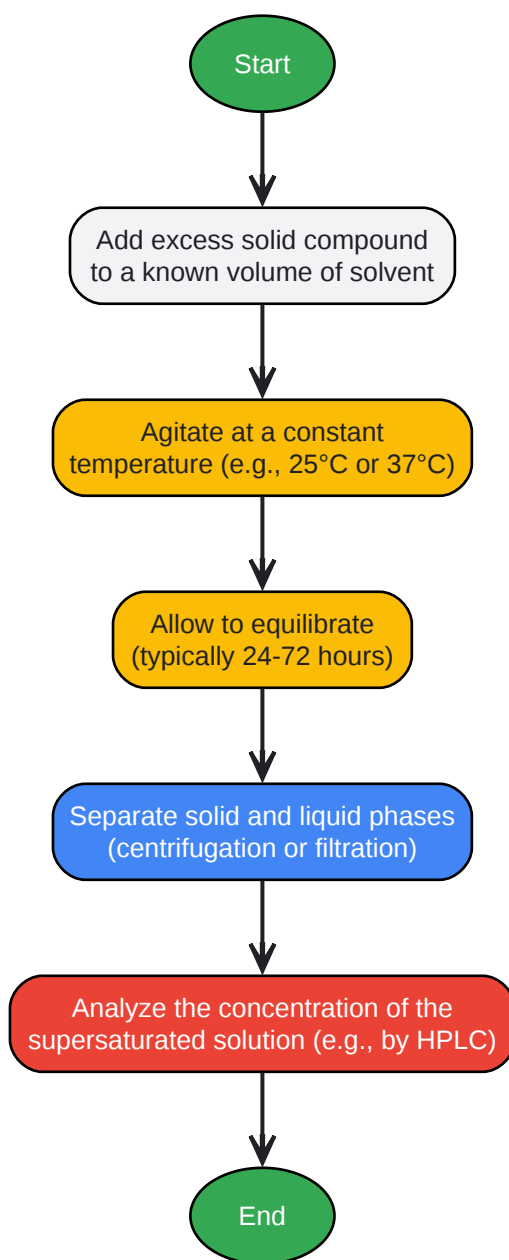 Start
Add excess solid compound
to a known volume of solvent
Agitate at a constant
temperature (e.g., 25°C or 37°C)
Allow to equilibrate
(typically 24-72 hours)
Separate solid and liquid phases
(centrifugation or filtration)
Analyze the concentration of the
supersaturated solution (e.g., by HPLC)
End